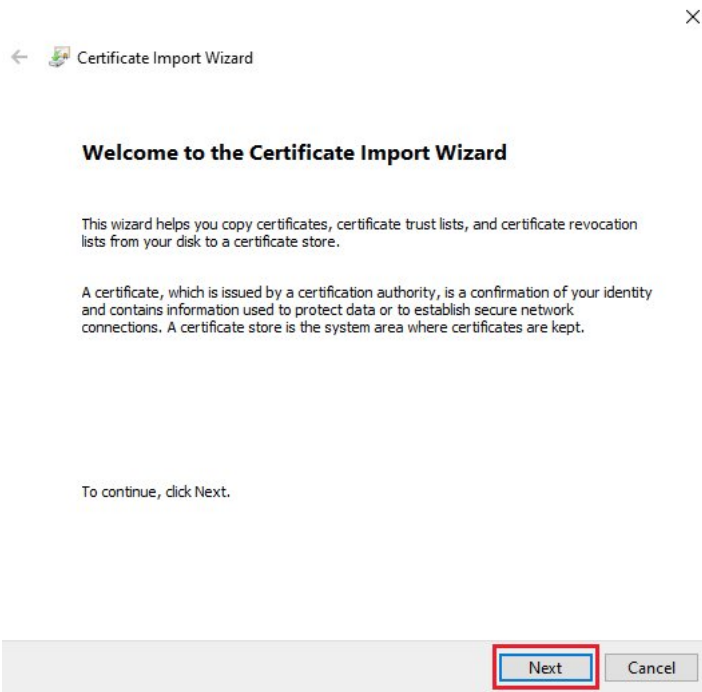 Certificate Import Wizard
Welcome to the Certificate Import Wizard
This wizard helps you copy certificates, certificate trust lists, and certificate revocation
lists from your disk to a certificate store.
A certificate, which is issued by a certification authority, is a confirmation of your identity
and contains information used to protect data or to establish secure network
connections. A certificate store is the system area where certificates are kept.
To continue, click Next.
Next Cancel